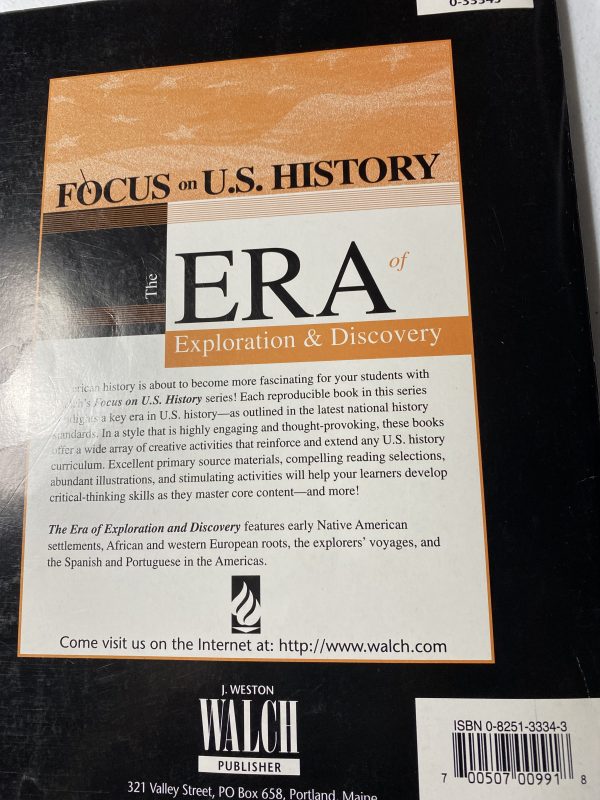 FOCUS on U.S. HISTORY
The
ERA of
Exploration & Discovery
American history is about to become more fascinating for your students with
Focus on U.S. History series! Each reproducible book in this series
a key era in U.S. history—as outlined in the latest national history
standards. In a style that is highly engaging and thought-provoking, these books
offer a wide array of creative activities that reinforce and extend any U.S. history
curriculum. Excellent primary source materials, compelling reading selections,
abundant illustrations, and stimulating activities will help your learners develop
critical-thinking skills as they master core content—and more!
The Era of Exploration and Discovery features early Native American
settlements, African and western European roots, the explorers' voyages, and
the Spanish and Portuguese in the Americas.
Come visit us on the Internet at: http://www.walch.com
J. WESTON
WALCH
PUBLISHER
321 Valley Street, PO Box 658, Portland, Maine
ISBN 0-8251-3334-3
7 00507 00991 8